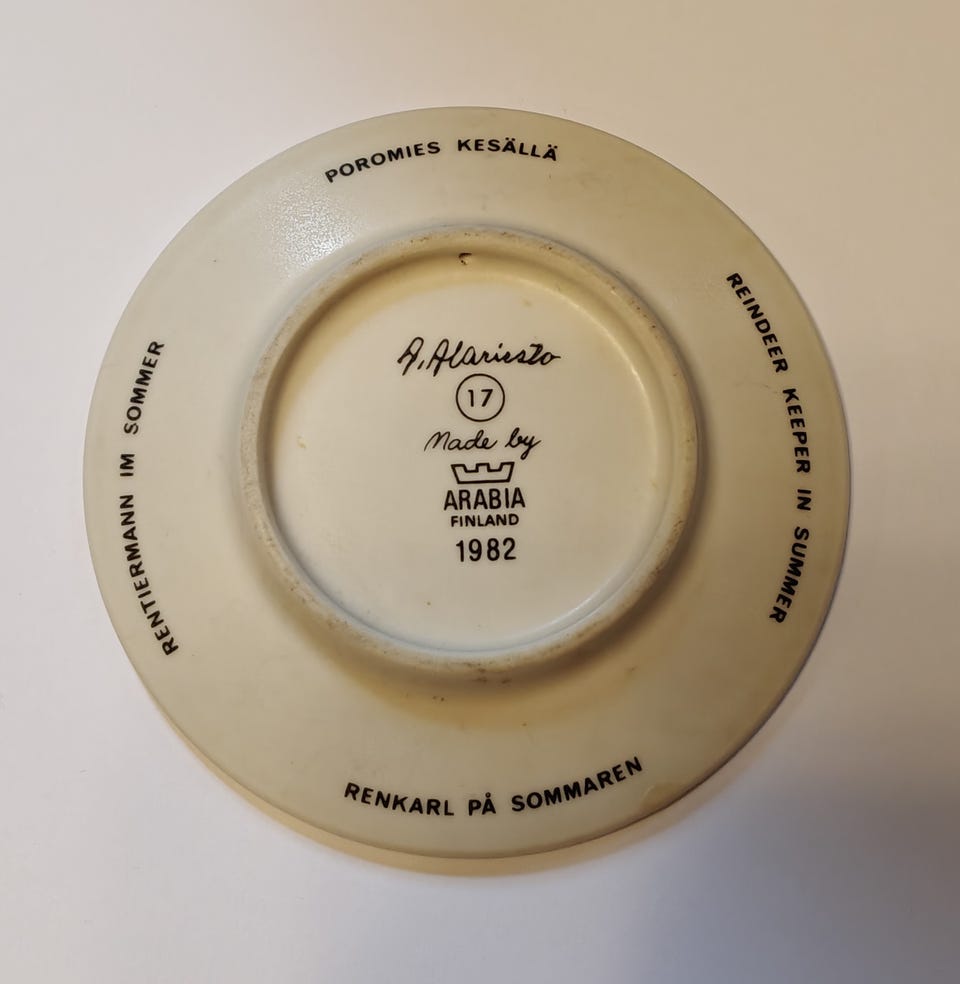 POROMIES KESÄLLÄ
REINDEER KEEPER IN SUMMER
RENKARL PÅ SOMMAREN
RENTIERMANN IM SOMMER
A. Alariesto
17
Made by
ARABIA
FINLAND
1982